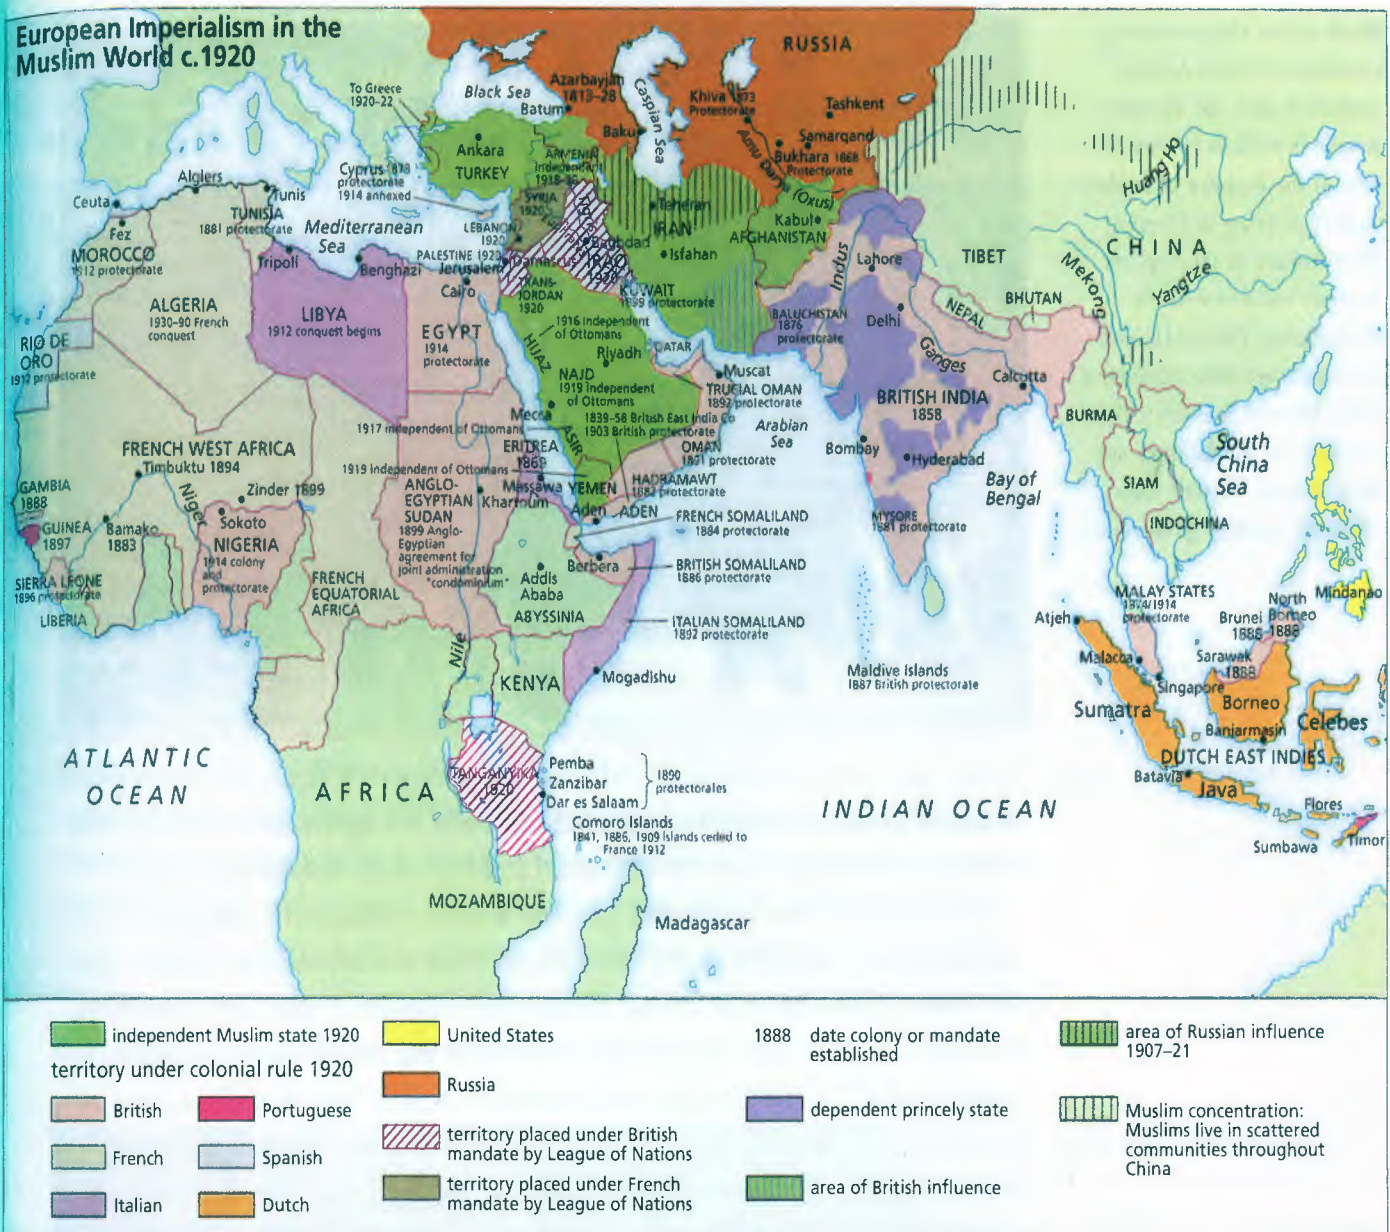 European Imperialism in the
Muslim World c.1920
RUSSIA
To Greece
1920-22
Black Sea
Azarbayjan
1813-28
Batum
Caspian Sea
Baku
Khiva 1873
Protectorate
Tashkent
Samarqand
Bukhara 1868
Protectorate
Amu Darya (Oxus)
Huang Ho
Ankara
TURKEY
ARMENIA
Independent
Cyprus 1878
protectorate
1914 annexed
SYRIA
1920
LEBANON
1920
PALESTINE 1920
Damascus
Jerusalem
TRANS-
JORDAN
1920
Baghdad
IRAQ
1920
KUWAIT
1899 protectorate
Teheran
IRAN
Isfahan
Kabul
AFGHANISTAN
Algiers
Tunis
Ceuta
Fez
MOROCCO
1912 protectorate
TUNISIA
1881 protectorate
Mediterranean
Sea
Tripoli
Benghazi
Cairo
ALGERIA
1930-90 French
conquest
LIBYA
1912 conquest begins
EGYPT
1914
protectorate
RIO DE
ORO
1912 protectorate
HIJAZ
1916 Independent
of Ottomans
Riyadh
QATAR
NAJD
1919 Independent
of Ottomans
Muscat
TRUCIAL OMAN
1892 protectorate
Mecca
1839-58 British East India Co
1903 British protectorate
1917 independent of Ottomans
ASIR
Arabian
Sea
OMAN
1891 protectorate
ERITREA
1869
1919 Independent of Ottomans
Massawa
YEMEN
HADRAMAWT
1882 protectorate
Aden
ADEN
Khartoum
ANGLO-
EGYPTIAN
SUDAN
1899 Anglo-
Egyptian
agreement for
joint administration
"condominium"
FRENCH SOMALILAND
1884 protectorate
Berbera
BRITISH SOMALILAND
1886 protectorate
Addis
Ababa
ABYSSINIA
ITALIAN SOMALILAND
1892 protectorate
Mogadishu
Nile
KENYA
FRENCH WEST AFRICA
Timbuktu 1894
Niger
Zinder 1899
GAMBIA
1888
GUINEA
1897
Bamako
1883
Sokoto
NIGERIA
1914 colony
and
protectorate
SIERRA LEONE
1896 protectorate
LIBERIA
FRENCH
EQUATORIAL
AFRICA
TIBET
CHINA
Indus
Lahore
BALUCHISTAN
1876
protectorate
Delhi
NEPAL
BHUTAN
Mekong
Yangtze
Ganges
Calcutta
BRITISH INDIA
1858
BURMA
Bombay
Hyderabad
Bay of
Bengal
MYSORE
1881 protectorate
SIAM
South
China
Sea
INDOCHINA
Maldive Islands
1887 British protectorate
MALAY STATES
1874/1914
protectorate
Atjeh
Malacca
Singapore
Brunei
1888
North
Borneo
1888
Mindanao
Sarawak
1888
Sumatra
Borneo
Banjarmasin
Celebes
DUTCH EAST INDIES
Batavia
Java
Flores
Sumbawa
Timor
ATLANTIC
OCEAN
AFRICA
TANGANYIKA
1920
Pemba
Zanzibar
Dar es Salaam
1890
protectorates
Comoro Islands
1841, 1886, 1909 Islands ceded to
France 1912
INDIAN OCEAN
MOZAMBIQUE
Madagascar
independent Muslim state 1920
territory under colonial rule 1920
British
Portuguese
French
Spanish
Italian
Dutch
United States
Russia
territory placed under British
mandate by League of Nations
territory placed under French
mandate by League of Nations
1888 date colony or mandate
established
dependent princely state
area of British influence
area of Russian influence
1907–21
Muslim concentration:
Muslims live in scattered
communities throughout
China